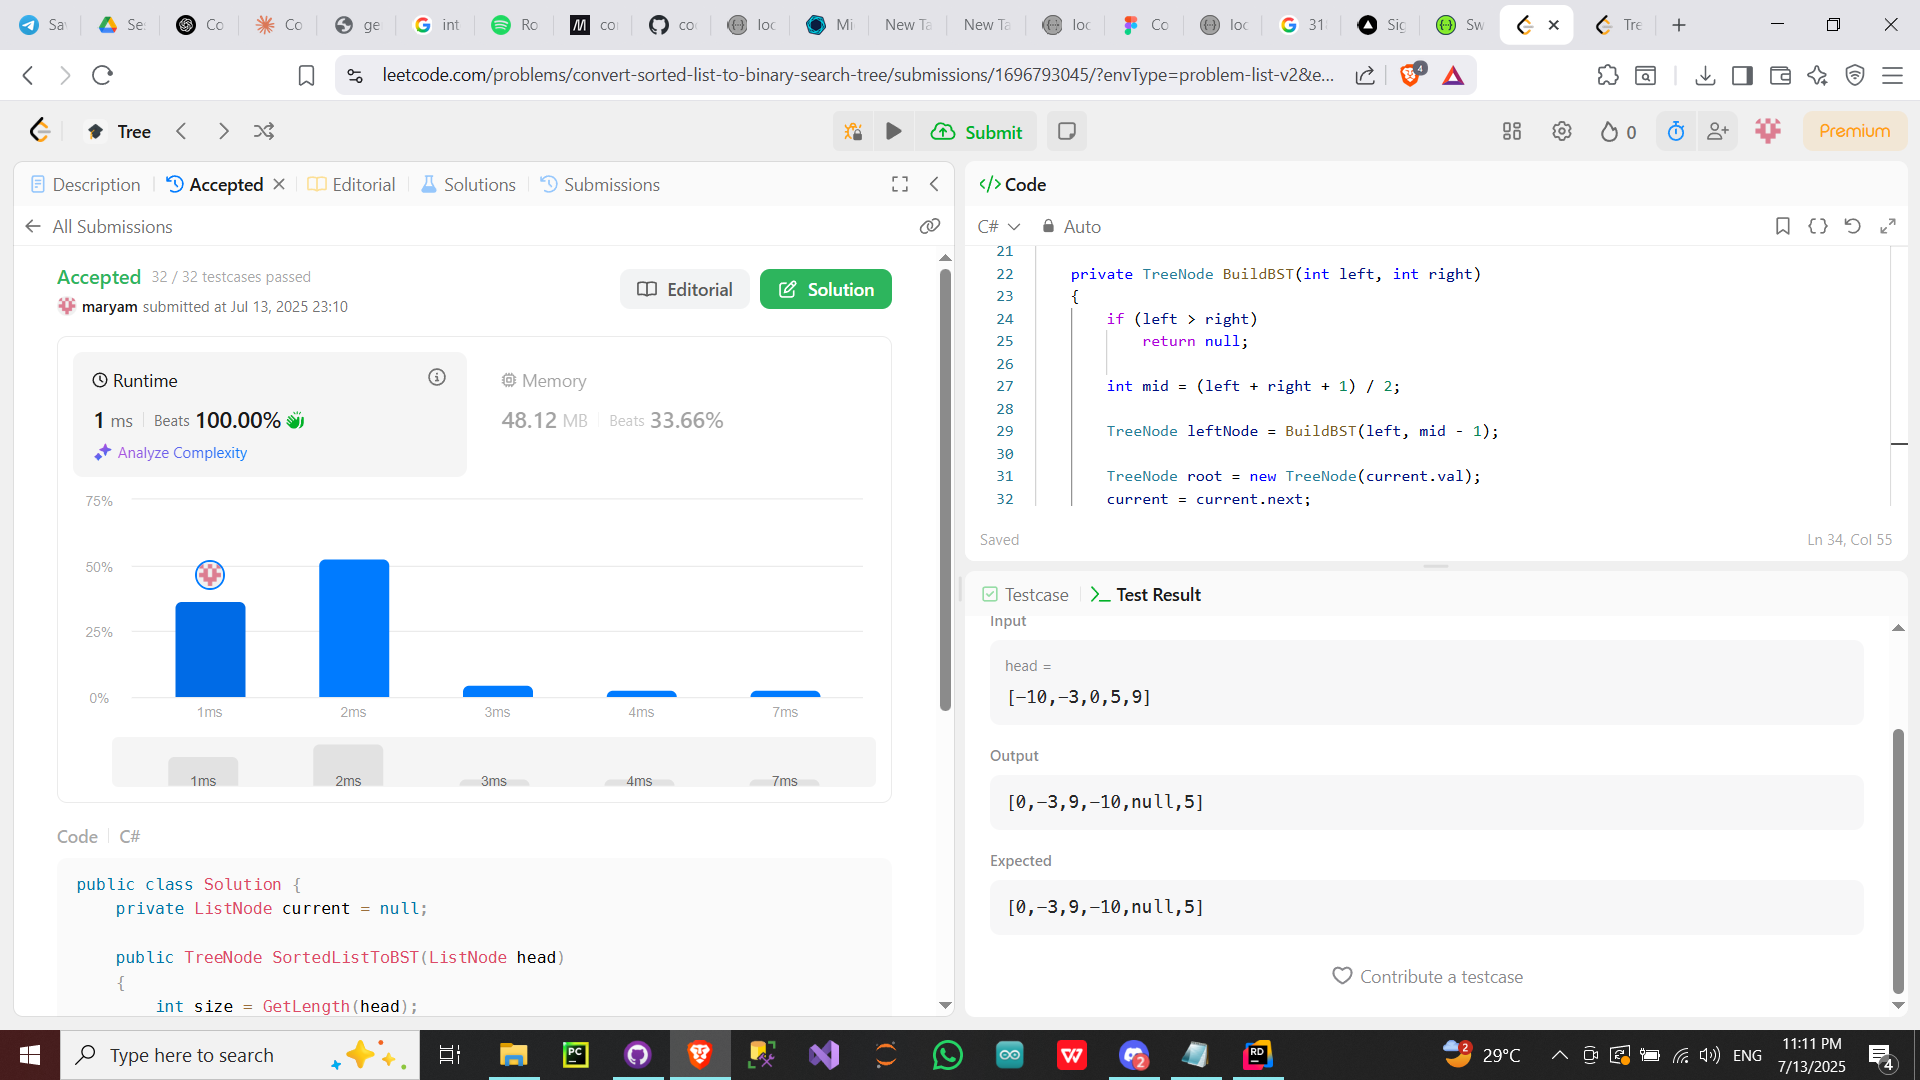 Sa
Se
Co
Co
ge
int
Ro
co
co
loc
Mi
New Ta
New Ta
loc
Co
loc
31
Sig
Sw
Tre
leetcode.com/problems/convert-sorted-list-to-binary-search-tree/submissions/1696793045/?envType=problem-list-v2&e...
4
Tree
Submit
0
Premium
Description
Accepted
Editorial
Solutions
Submissions
All Submissions
Accepted 32 / 32 testcases passed
maryam submitted at Jul 13, 2025 23:10
Editorial
Solution
Runtime
1 ms Beats 100.00%
Analyze Complexity
Memory
48.12 MB Beats 33.66%
75%
50%
25%
0%
1ms 2ms 3ms 4ms 7ms
1ms 2ms 3ms 4ms 7ms
Code C#
public class Solution {
private ListNode current = null;
public TreeNode SortedListToBST(ListNode head)
{
int size = GetLength(head);
</> Code
C# Auto
21
22 private TreeNode BuildBST(int left, int right)
23 {
24 if (left > right)
25 return null;
26
27 int mid = (left + right + 1) / 2;
28
29 TreeNode leftNode = BuildBST(left, mid - 1);
30
31 TreeNode root = new TreeNode(current.val);
32 current = current.next;
Saved
Ln 34, Col 55
Testcase
Test Result
Input
head =
[-10,-3,0,5,9]
Output
[0,-3,9,-10,null,5]
Expected
[0,-3,9,-10,null,5]
Contribute a testcase
Type here to search
PC
2
RD
2
29°C
ENG
11:11 PM
7/13/2025
4